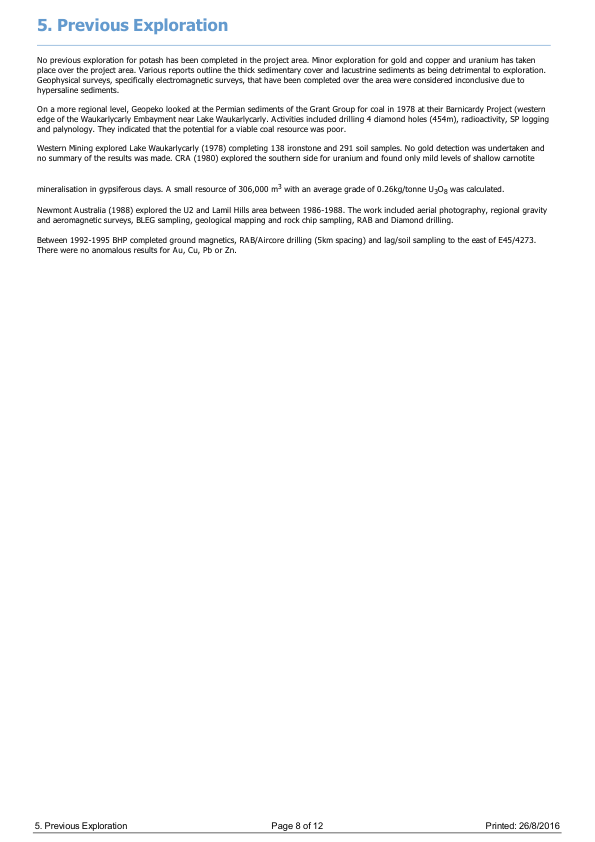 5. Previous Exploration
No previous exploration for potash has been completed in the project area. Minor exploration for gold and copper and uranium has taken
place over the project area. Various reports outline the thick sedimentary cover and lacustrine sediments as being detrimental to exploration.
Geophysical surveys, specifically electromagnetic surveys, that have been completed over the area were considered inconclusive due to
hypersaline sediments.
On a more regional level, Geopeko looked at the Permian sediments of the Grant Group for coal in 1978 at their Barnicardy Project (western
edge of the Waukarlycarly Embayment near Lake Waukarlycarly. Activities included drilling 4 diamond holes (454m), radioactivity, SP logging
and palynology. They indicated that the potential for a viable coal resource was poor.
Western Mining explored Lake Waukarlycarly (1978) completing 138 ironstone and 291 soil samples. No gold detection was undertaken and
no summary of the results was made. CRA (1980) explored the southern side for uranium and found only mild levels of shallow carnotite
mineralisation in gypsiferous clays. A small resource of 306,000 m³ with an average grade of 0.26kg/tonne U₃O₈ was calculated.
Newmont Australia (1988) explored the U2 and Lamil Hills area between 1986-1988. The work included aerial photography, regional gravity
and aeromagnetic surveys, BLEG sampling, geological mapping and rock chip sampling, RAB and Diamond drilling.
Between 1992-1995 BHP completed ground magnetics, RAB/Aircore drilling (5km spacing) and lag/soil sampling to the east of E45/4273.
There were no anomalous results for Au, Cu, Pb or Zn.
5. Previous Exploration Page 8 of 12 Printed: 26/8/2016